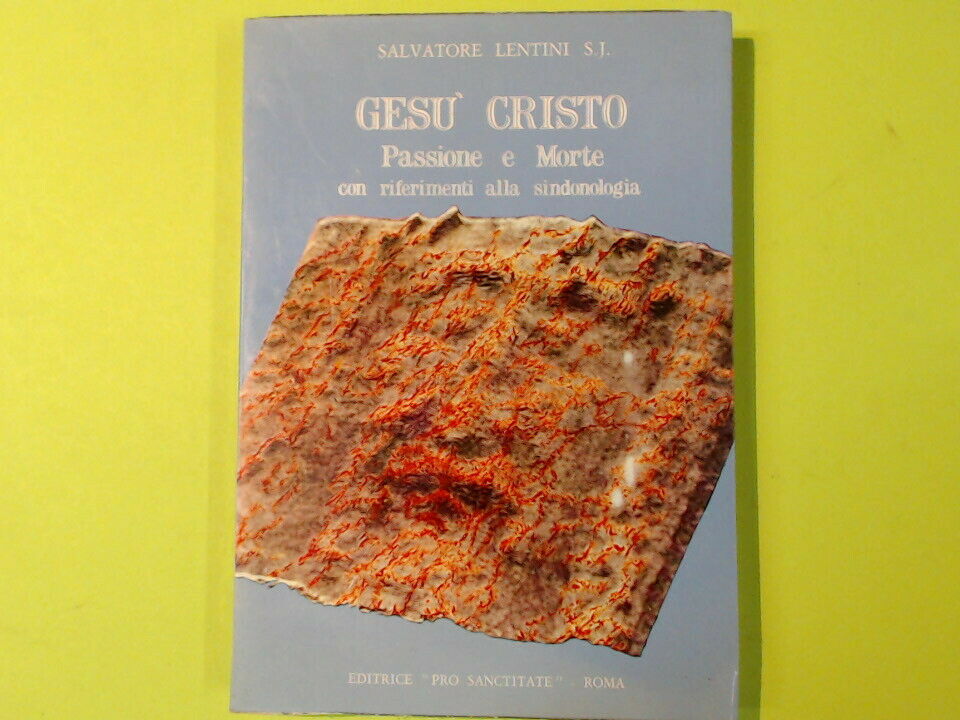 SALVATORE LENTINI S.J.
GESU' CRISTO
Passione e Morte
con riferimenti alla sindonologia
EDITRICE "PRO SANCTITATE" - ROMA